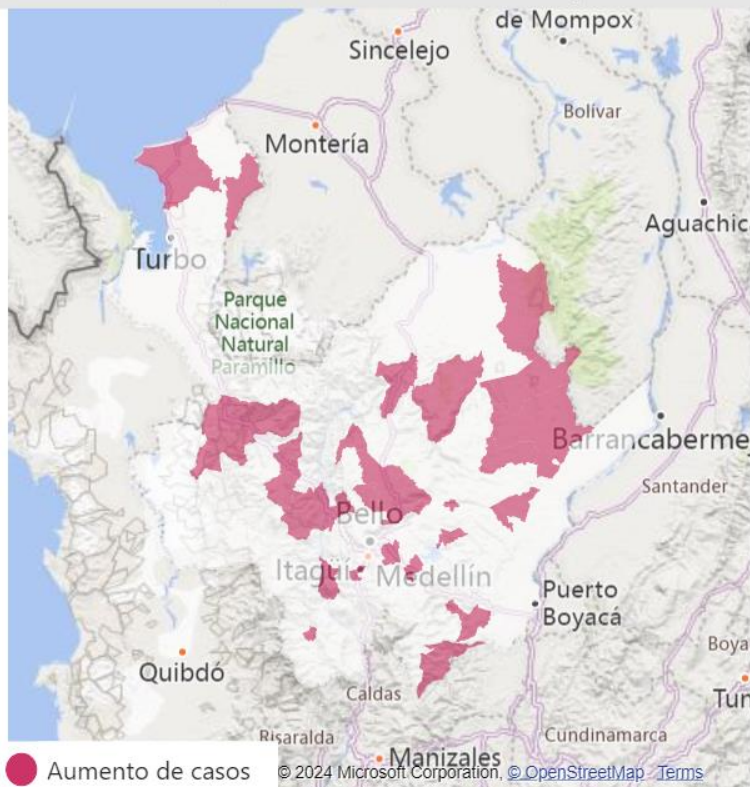 de Mompox
Sincelejo
Bolívar
Montería
Aguachic
Turbo
Parque
Nacional
Natural
Paramillo
Barrancaberme
Santander
Bello
Itagüí
Medellín
Puerto
Boyacá
Boya
Quibdó
Tun
Caldas
Risaralda
Cundinamarca
Manizales
Aumento de casos
© 2024 Microsoft Corporation, © OpenStreetMap Terms